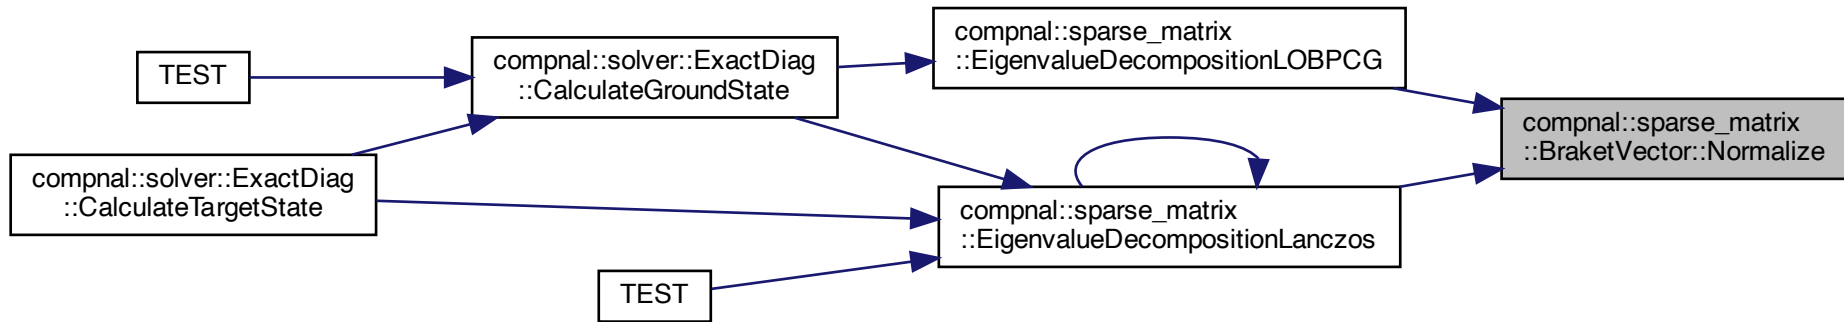 TEST
compnal::solver::ExactDiag
::CalculateGroundState
compnal::sparse_matrix
::EigenvalueDecompositionLOBPCG
compnal::sparse_matrix
::BraketVector::Normalize
compnal::solver::ExactDiag
::CalculateTargetState
compnal::sparse_matrix
::EigenvalueDecompositionLanczos
TEST